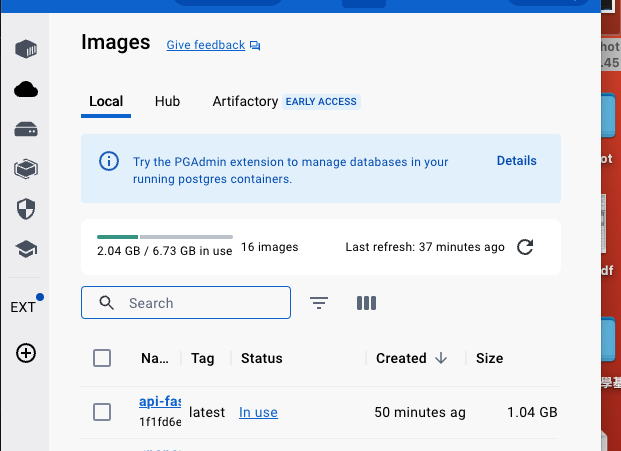 Images Give feedback
Local Hub Artifactory EARLY ACCESS
Try the PGAdmin extension to manage databases in your
running postgres containers.
Details
2.04 GB / 6.73 GB in use 16 images Last refresh: 37 minutes ago
EXT
Search
Na... Tag Status Created Size
api-fas latest In use 50 minutes ag 1.04 GB
1f1fd6e
hot
.45
ot
df
學基